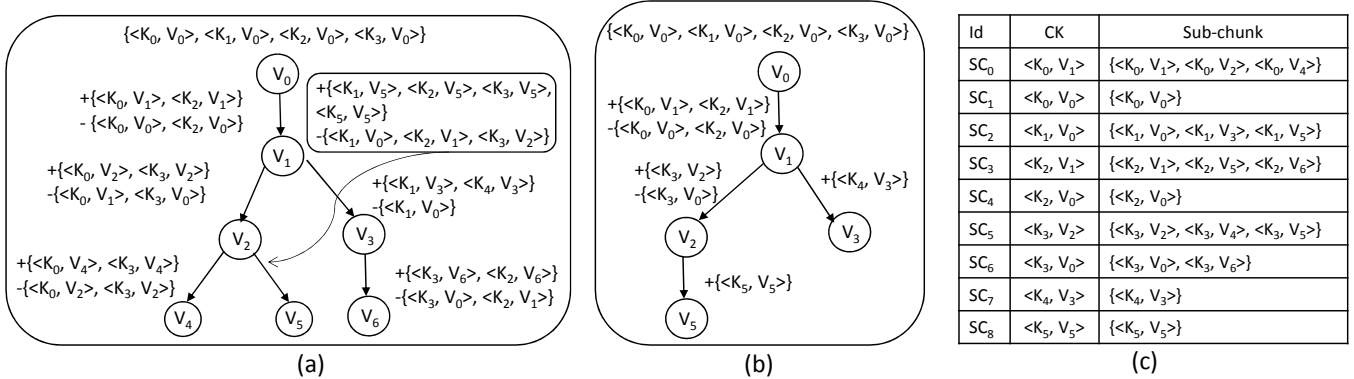 {<K₀, V₀>, <K₁, V₀>, <K₂, V₀>, <K₃, V₀>}
V₀
+{<K₀, V₁>, <K₂, V₁>}
- {<K₀, V₀>, <K₂, V₀>}
+{<K₁, V₅>, <K₂, V₅>, <K₃, V₅>,
<K₅, V₅>}
-{<K₁, V₀>, <K₂, V₁>, <K₃, V₂>}
V₁
+{<K₀, V₂>, <K₃, V₂>}
-{<K₀, V₁>, <K₃, V₀>}
+{<K₁, V₃>, <K₄, V₃>}
-{<K₁, V₀>}
V₂
V₃
+{<K₀, V₄>, <K₃, V₄>}
-{<K₀, V₂>, <K₃, V₂>}
+{<K₃, V₆>, <K₂, V₆>}
-{<K₃, V₀>, <K₂, V₁>}
V₄
V₅
V₆
(a)
{<K₀, V₀>, <K₁, V₀>, <K₂, V₀>, <K₃, V₀>}
V₀
+{<K₀, V₁>, <K₂, V₁>}
-{<K₀, V₀>, <K₂, V₀>}
V₁
+{<K₃, V₂>}
-{<K₃, V₀>}
+{<K₄, V₃>}
V₂
V₃
+{<K₅, V₅>}
V₅
(b)
Id CK Sub-chunk
SC₀ <K₀, V₁> {<K₀, V₁>, <K₀, V₂>, <K₀, V₄>}
SC₁ <K₀, V₀> {<K₀, V₀>}
SC₂ <K₁, V₀> {<K₁, V₀>, <K₁, V₃>, <K₁, V₅>}
SC₃ <K₂, V₁> {<K₂, V₁>, <K₂, V₅>, <K₂, V₆>}
SC₄ <K₂, V₀> {<K₂, V₀>}
SC₅ <K₃, V₂> {<K₃, V₂>, <K₃, V₄>, <K₃, V₅>}
SC₆ <K₃, V₀> {<K₃, V₀>, <K₃, V₆>}
SC₇ <K₄, V₃> {<K₄, V₃>}
SC₈ <K₅, V₅> {<K₅, V₅>}
(c)